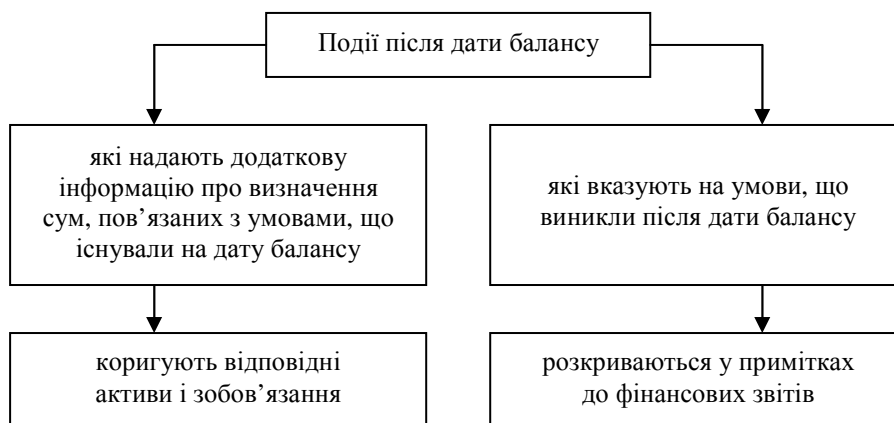 Події після дати балансу
які надають додаткову
інформацію про визначення
сум, пов’язаних з умовами, що
існували на дату балансу
які вказують на умови, що
виникли після дати балансу
коригують відповідні
активи і зобов’язання
розкриваються у примітках
до фінансових звітів